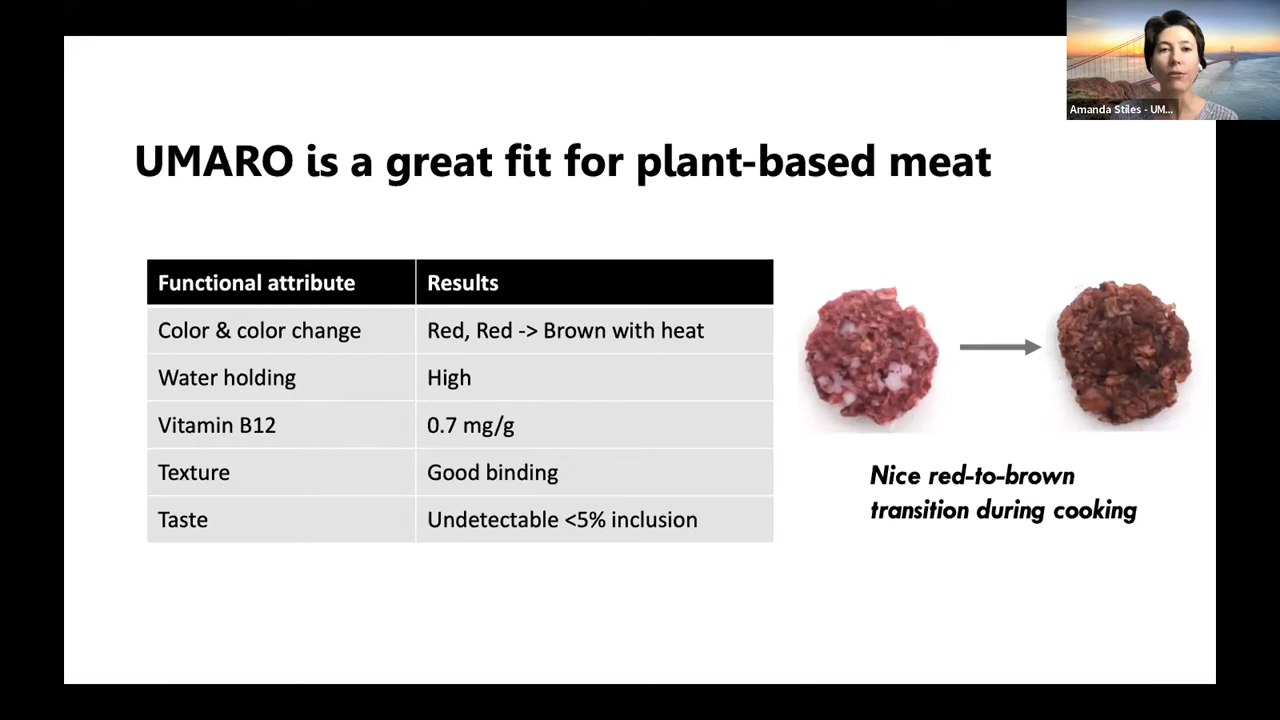 Amanda Stiles - UM...
UMARO is a great fit for plant-based meat
Functional attribute Results
Color & color change Red, Red -> Brown with heat
Water holding High
Vitamin B12 0.7 mg/g
Texture Good binding
Taste Undetectable <5% inclusion
Nice red-to-brown
transition during cooking